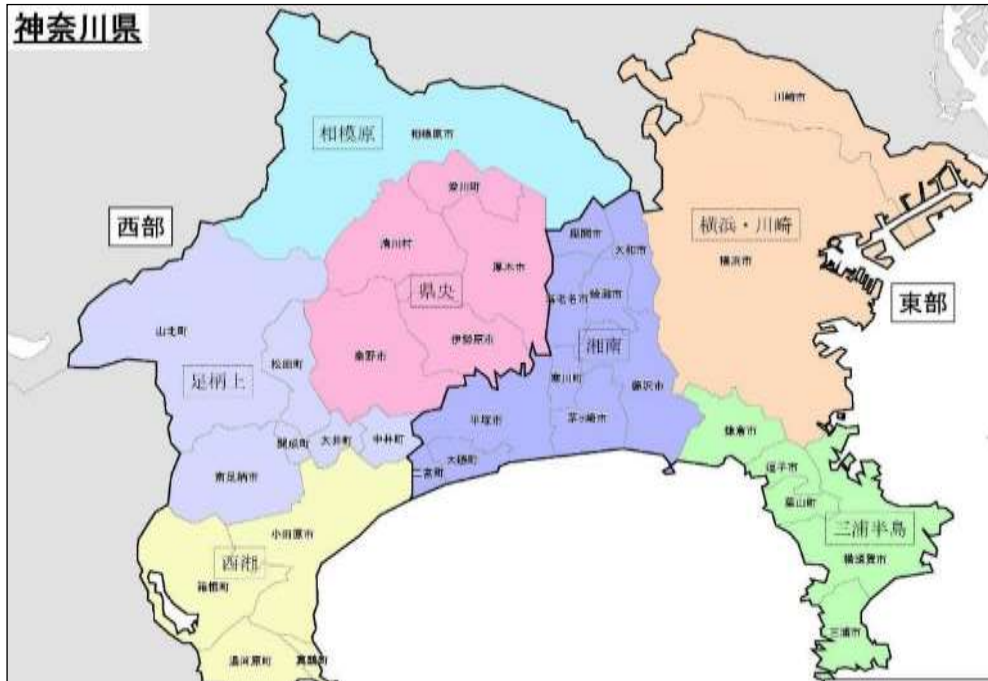 神奈川県
川崎市
相模原
相模原市
愛川町
横浜・川崎
西部
清川村
座間市
大和市
厚木市
横浜市
県央
海老名市
綾瀬市
東部
山北町
秦野市
伊勢原市
湘南
松田町
足柄上
寒川町
藤沢市
平塚市
茅ヶ崎市
鎌倉市
開成町
大井町
中井町
大磯町
二宮町
逗子市
南足柄市
葉山町
三浦半島
小田原市
西湘
横須賀市
箱根町
三浦市
湯河原町
真鶴町